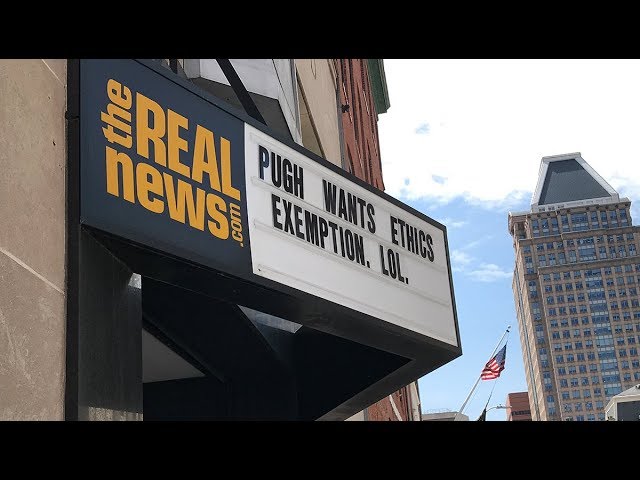 the REAL
news.com
PUGH WANTS ETHICS
EXEMPTION. LOL.